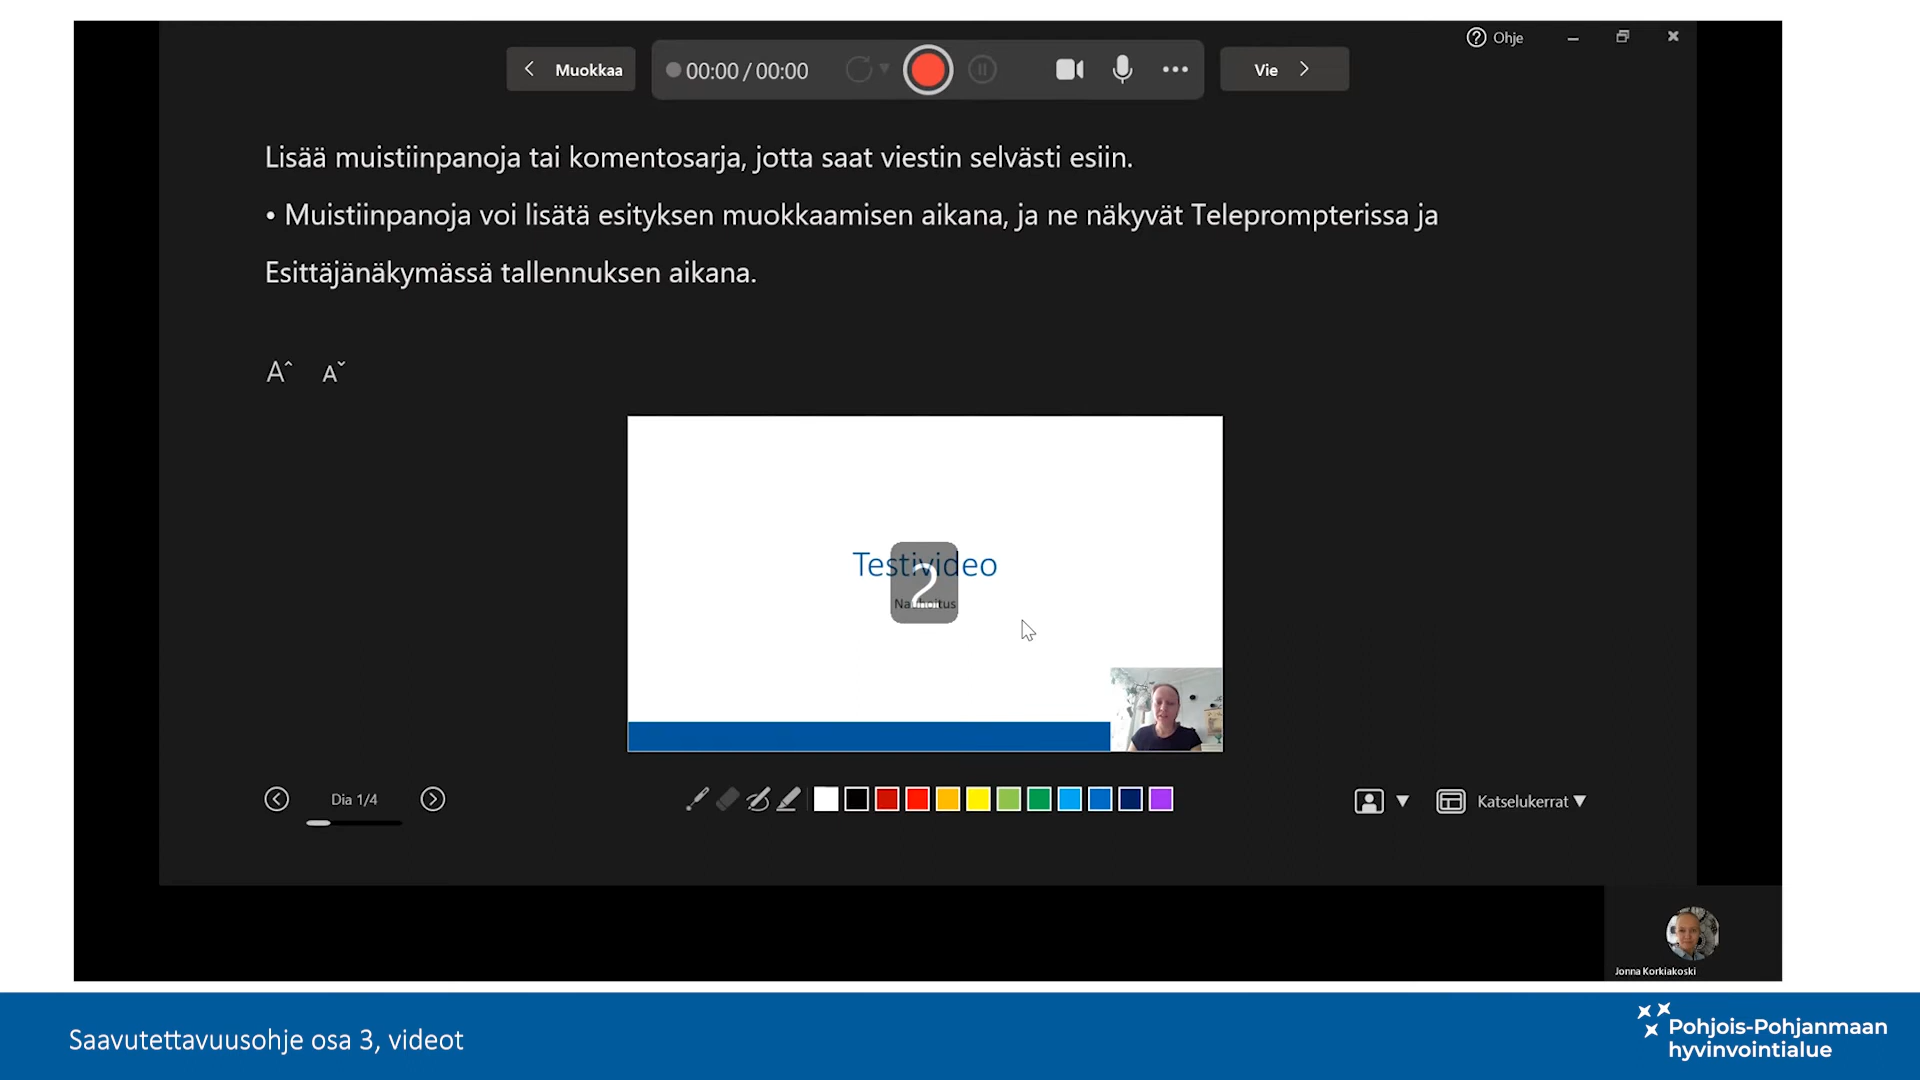 Ohje
Muokkaa
00:00 / 00:00
Vie
Lisää muistiinpanoja tai komentosarja, jotta saat viestin selvästi esiin.
• Muistiinpanoja voi lisätä esityksen muokkaamisen aikana, ja ne näkyvät Teleprompterissa ja
Esittäjänäkymässä tallennuksen aikana.
A A
Testivideo
2
Dia 1/4
Katselukerrat
Jonna Korkiakoski
Saavutettavuusohje osa 3, videot
Pohjois-Pohjanmaan
hyvinvointialue